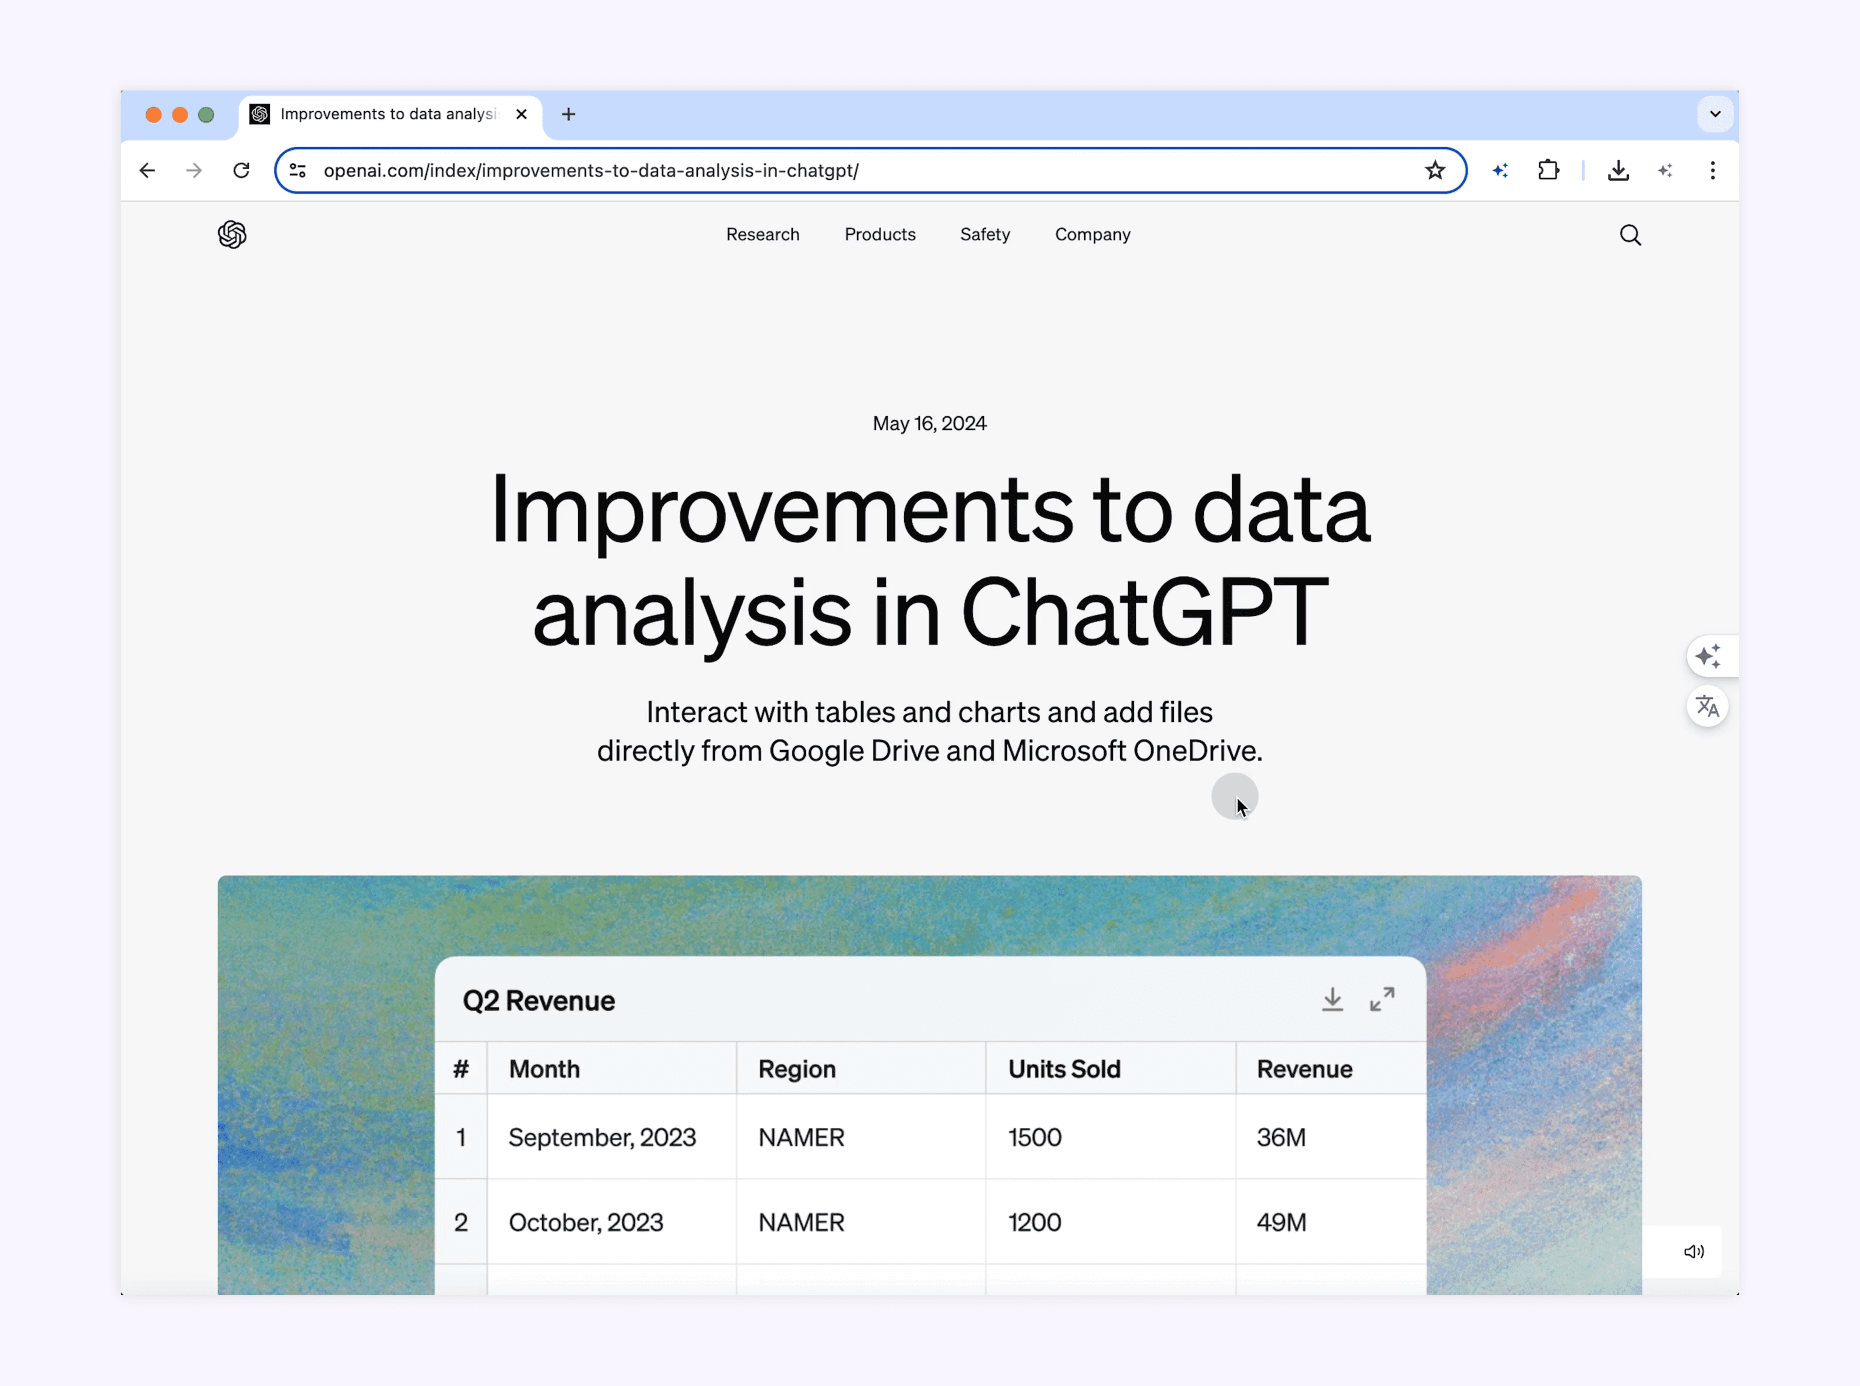 Improvements to data analysi
openai.com/index/improvements-to-data-analysis-in-chatgpt/
Research Products Safety Company
May 16, 2024
Improvements to data
analysis in ChatGPT
Interact with tables and charts and add files
directly from Google Drive and Microsoft OneDrive.
Q2 Revenue
# Month Region Units Sold Revenue
1 September, 2023 NAMER 1500 36M
2 October, 2023 NAMER 1200 49M